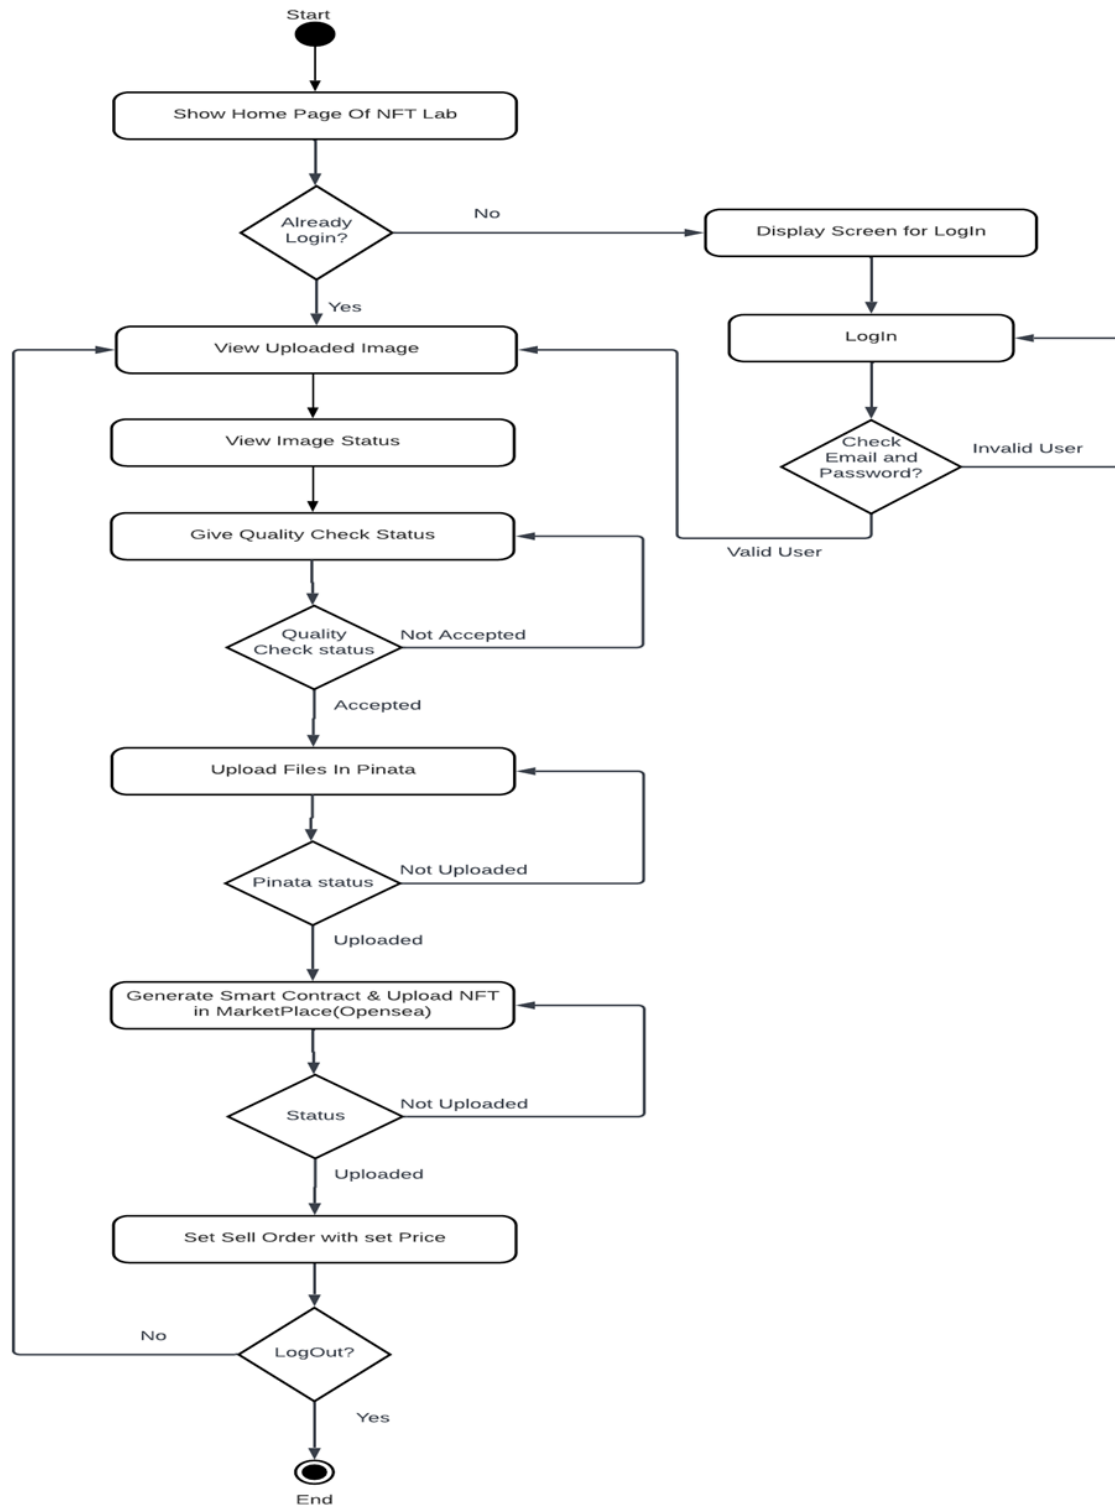 Start
Show Home Page Of NFT Lab
Already
Login?
No
Display Screen for LogIn
Yes
View Uploaded Image
LogIn
View Image Status
Check
Email and
Password?
Invalid User
Give Quality Check Status
Valid User
Quality
Check status
Not Accepted
Accepted
Upload Files In Pinata
Pinata status
Not Uploaded
Uploaded
Generate Smart Contract & Upload NFT
in MarketPlace(Opensea)
Status
Not Uploaded
Uploaded
Set Sell Order with set Price
No
LogOut?
Yes
End